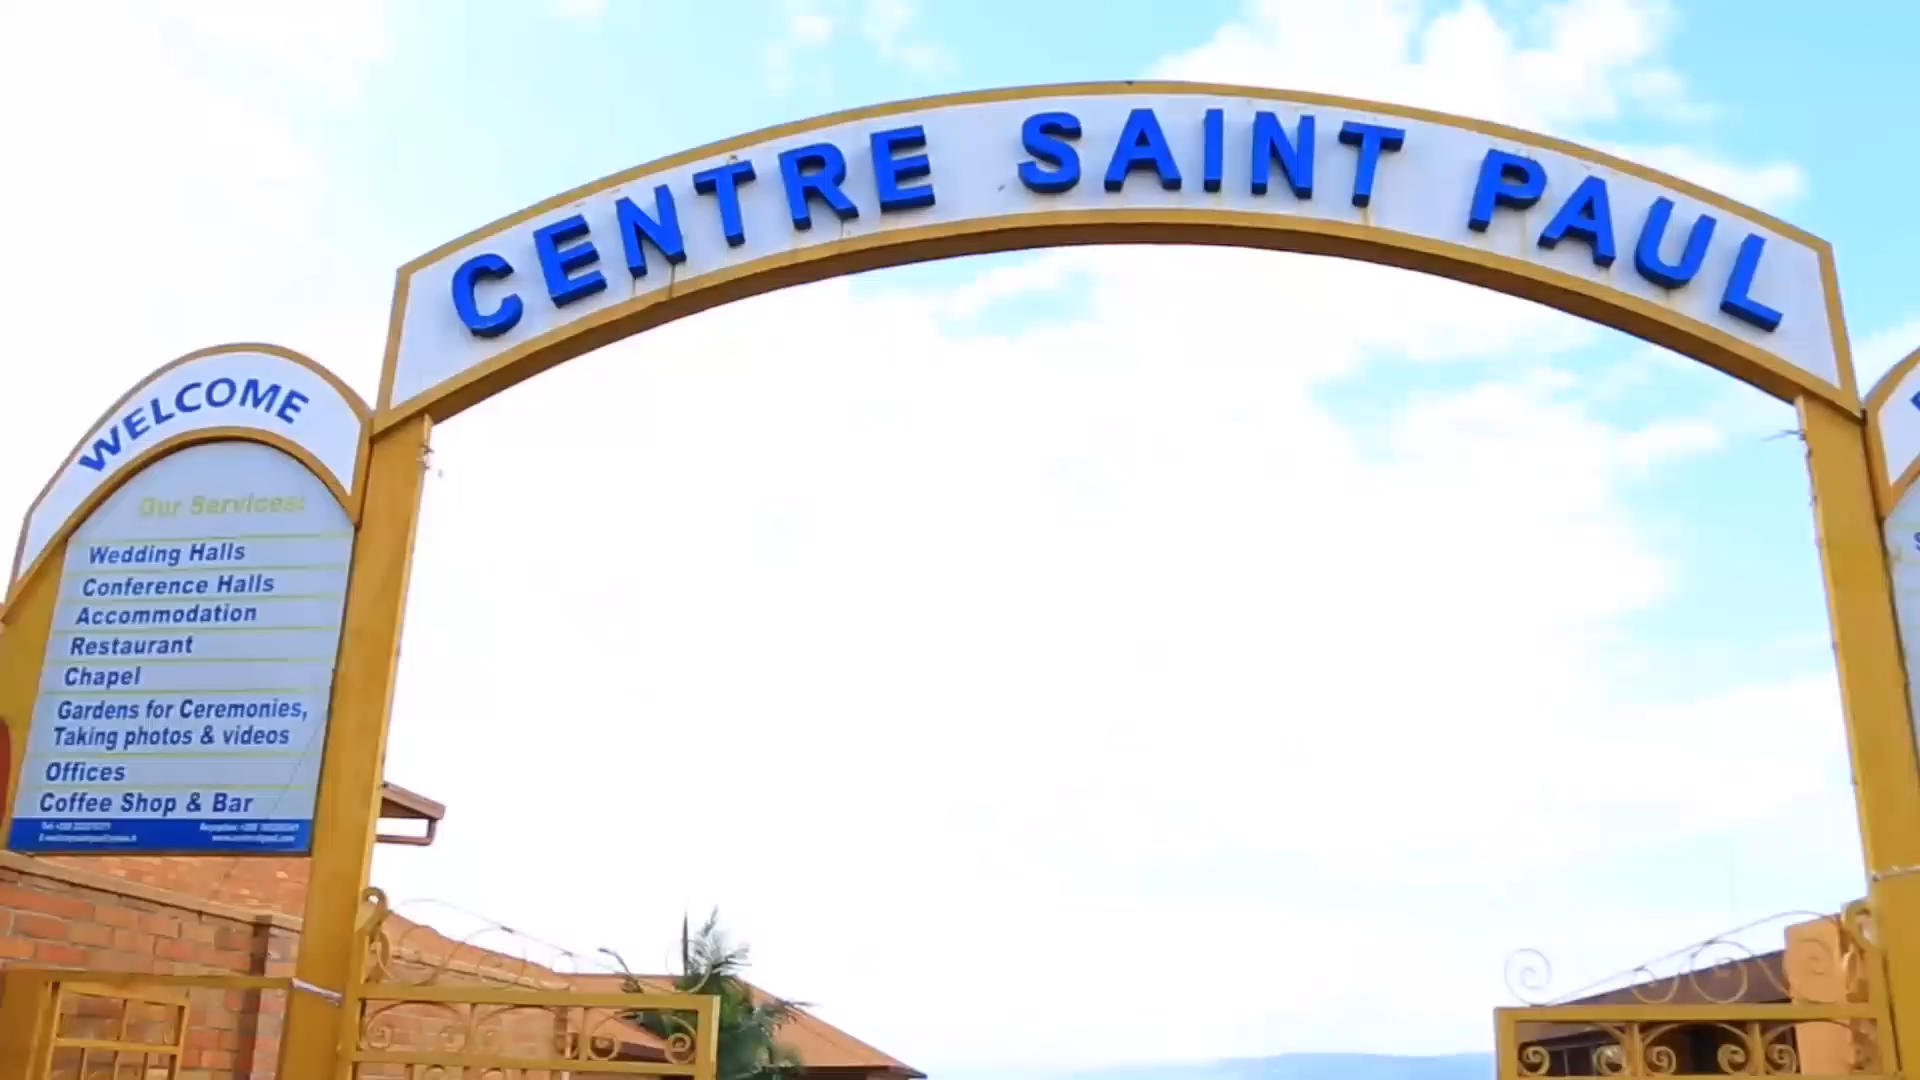 CENTRE SAINT PAUL
WELCOME
Our Services:
Wedding Halls
Conference Halls
Accommodation
Restaurant
Chapel
Gardens for Ceremonies,
Taking photos & videos
Offices
Coffee Shop & Bar